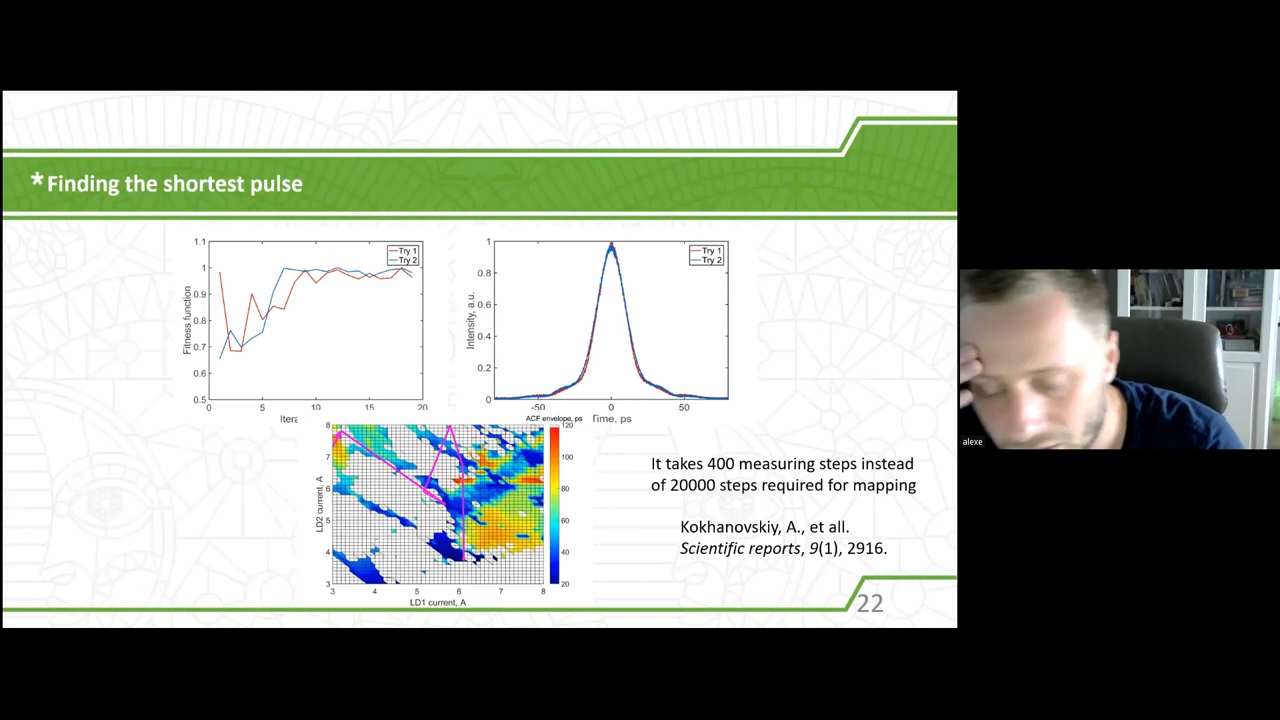 *Finding the shortest pulse
1.1
1
0.9
0.8
0.7
0.6
0.5
Fitness function
Try 1
Try 2
0
5
10
15
20
Itera
1
0.8
0.6
0.4
0.2
0
Intensity, a.u.
Try 1
Try 2
-50
0
50
Time, ps
ACF envelope, ps
8
7
6
5
4
3
LD2 current, A
3
4
5
6
7
8
LD1 current, A
120
100
80
60
40
20
It takes 400 measuring steps instead
of 20000 steps required for mapping
Kokhanovskiy, A., et all.
Scientific reports, 9(1), 2916.
22
alexe